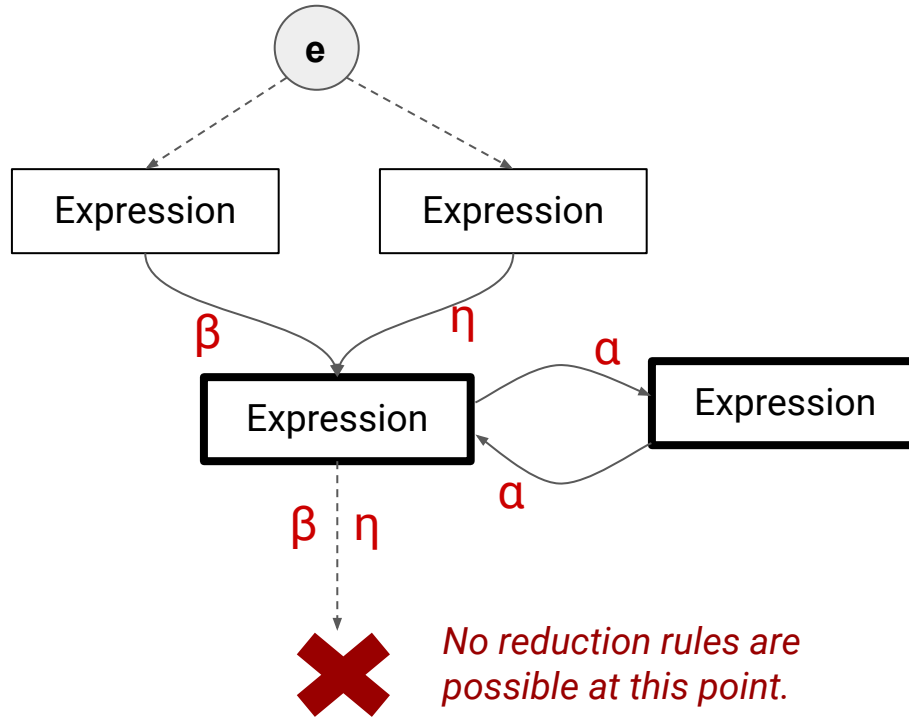 e
Expression
Expression
β
η
α
Expression
Expression
α
β
η
No reduction rules are
possible at this point.